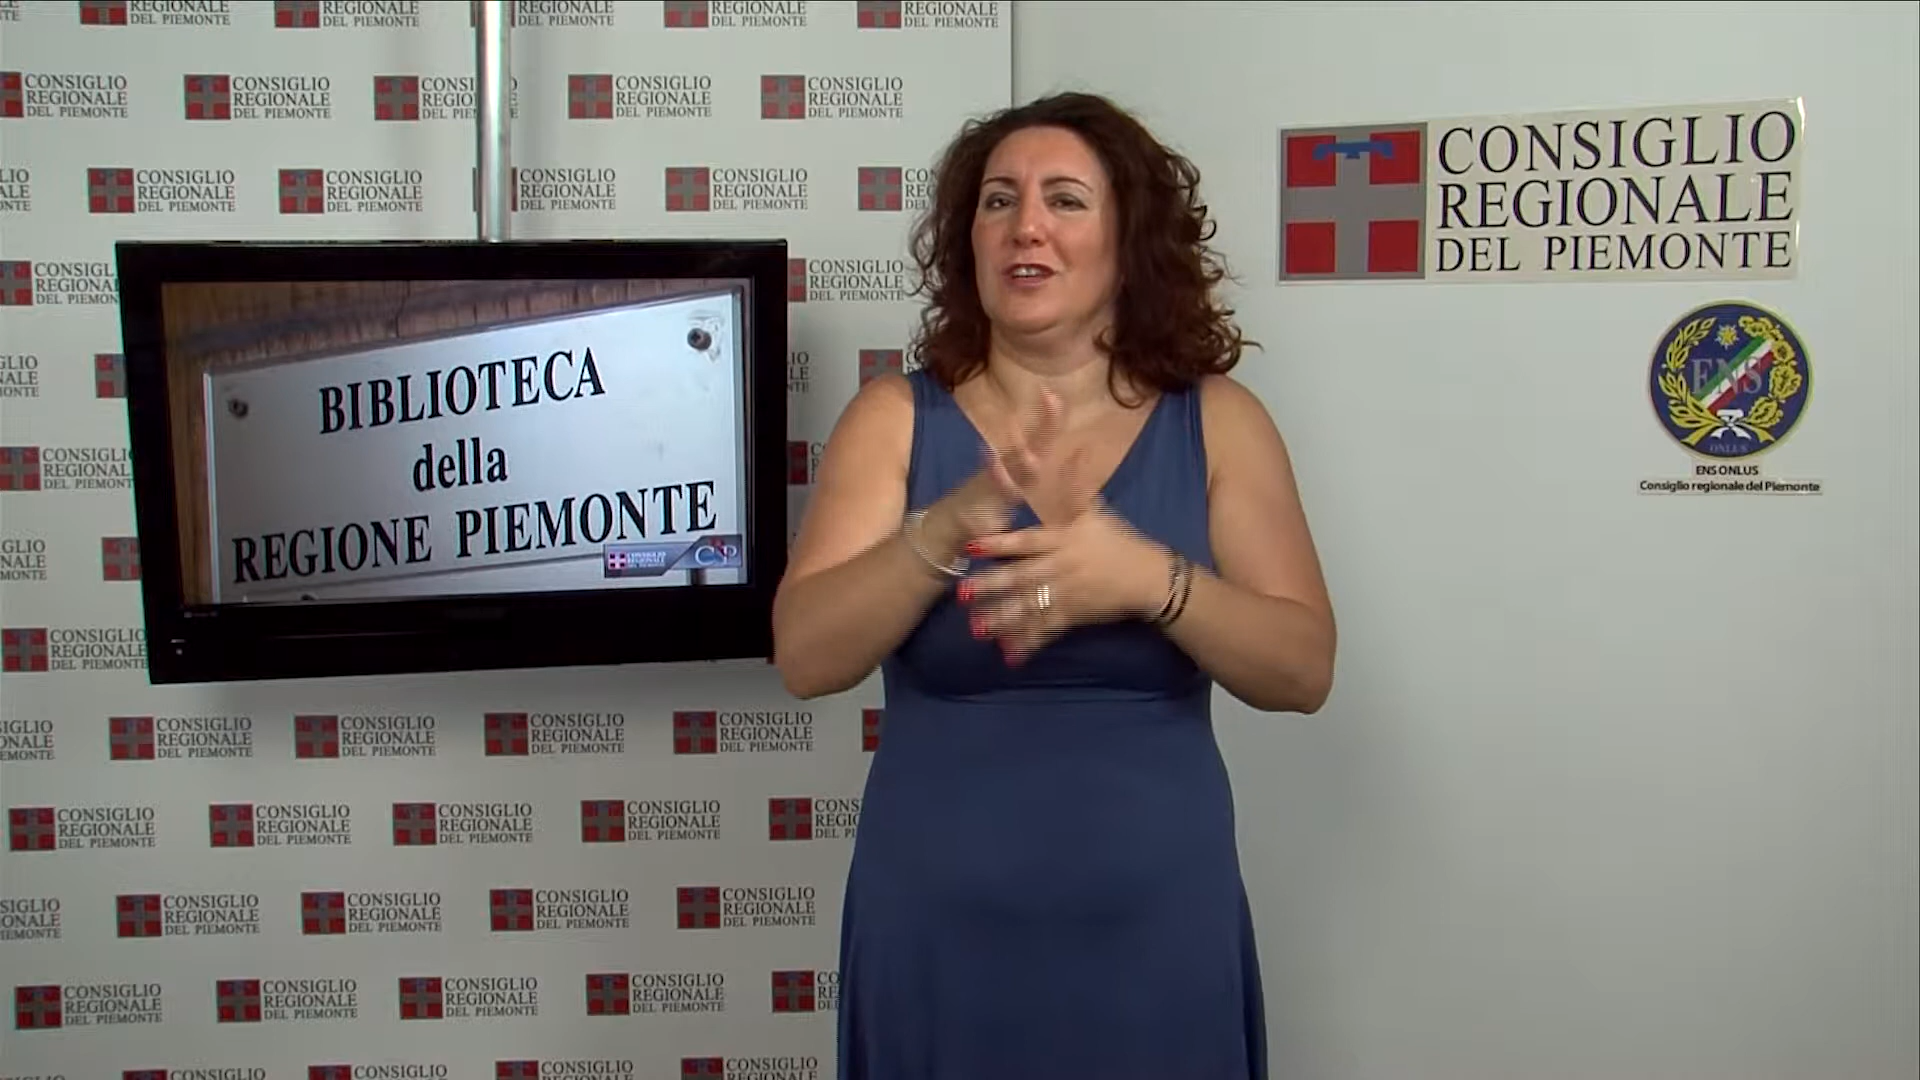 CONSIGLIO
REGIONALE
DEL PIEMONTE
BIBLIOTECA
della
REGIONE PIEMONTE
CONSIGLIO
REGIONALE
DEL PIEMONTE
ENS
ONLUS
ENS ONLUS
Consiglio regionale del Piemonte